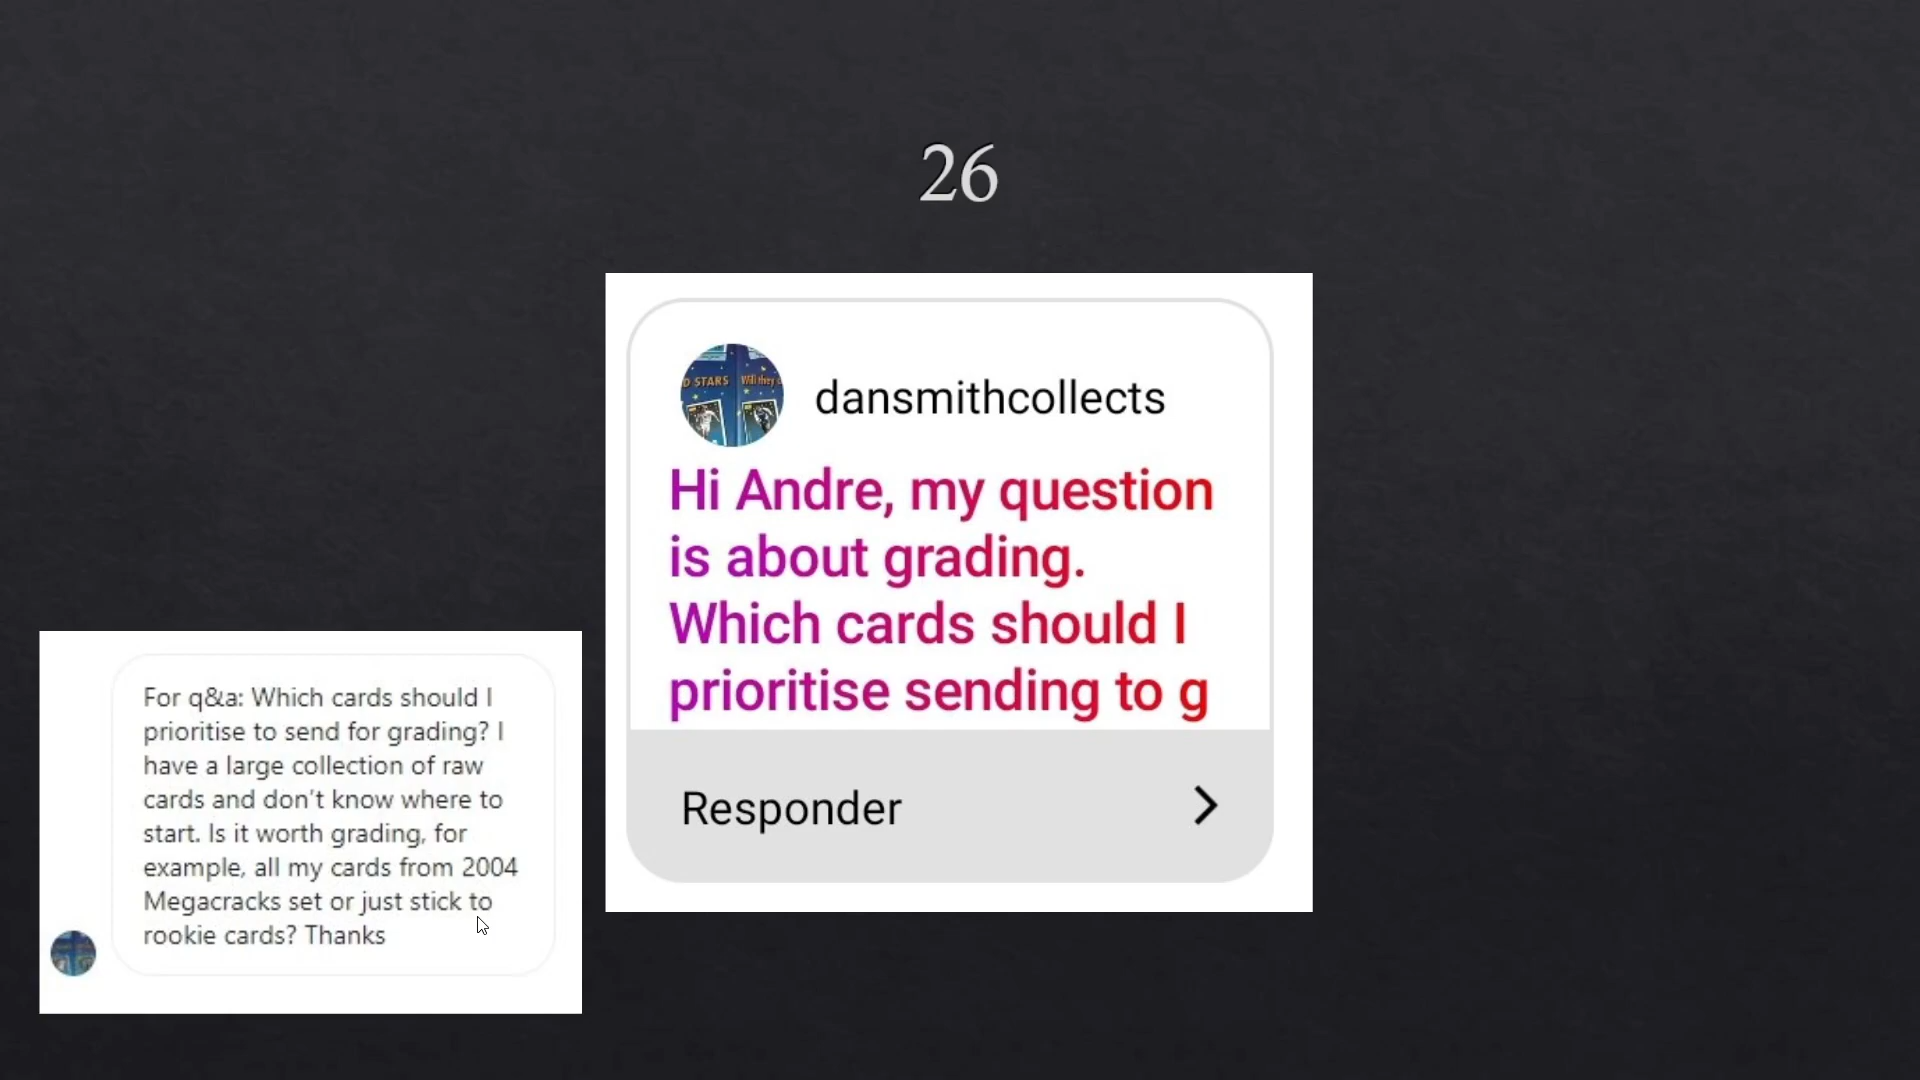 26
D STARS
Will they
dansmithcollects
Hi Andre, my question
is about grading.
Which cards should I
prioritise sending to g
Responder
For q&a: Which cards should I
prioritise to send for grading? I
have a large collection of raw
cards and don't know where to
start. Is it worth grading, for
example, all my cards from 2004
Megacracks set or just stick to
rookie cards? Thanks